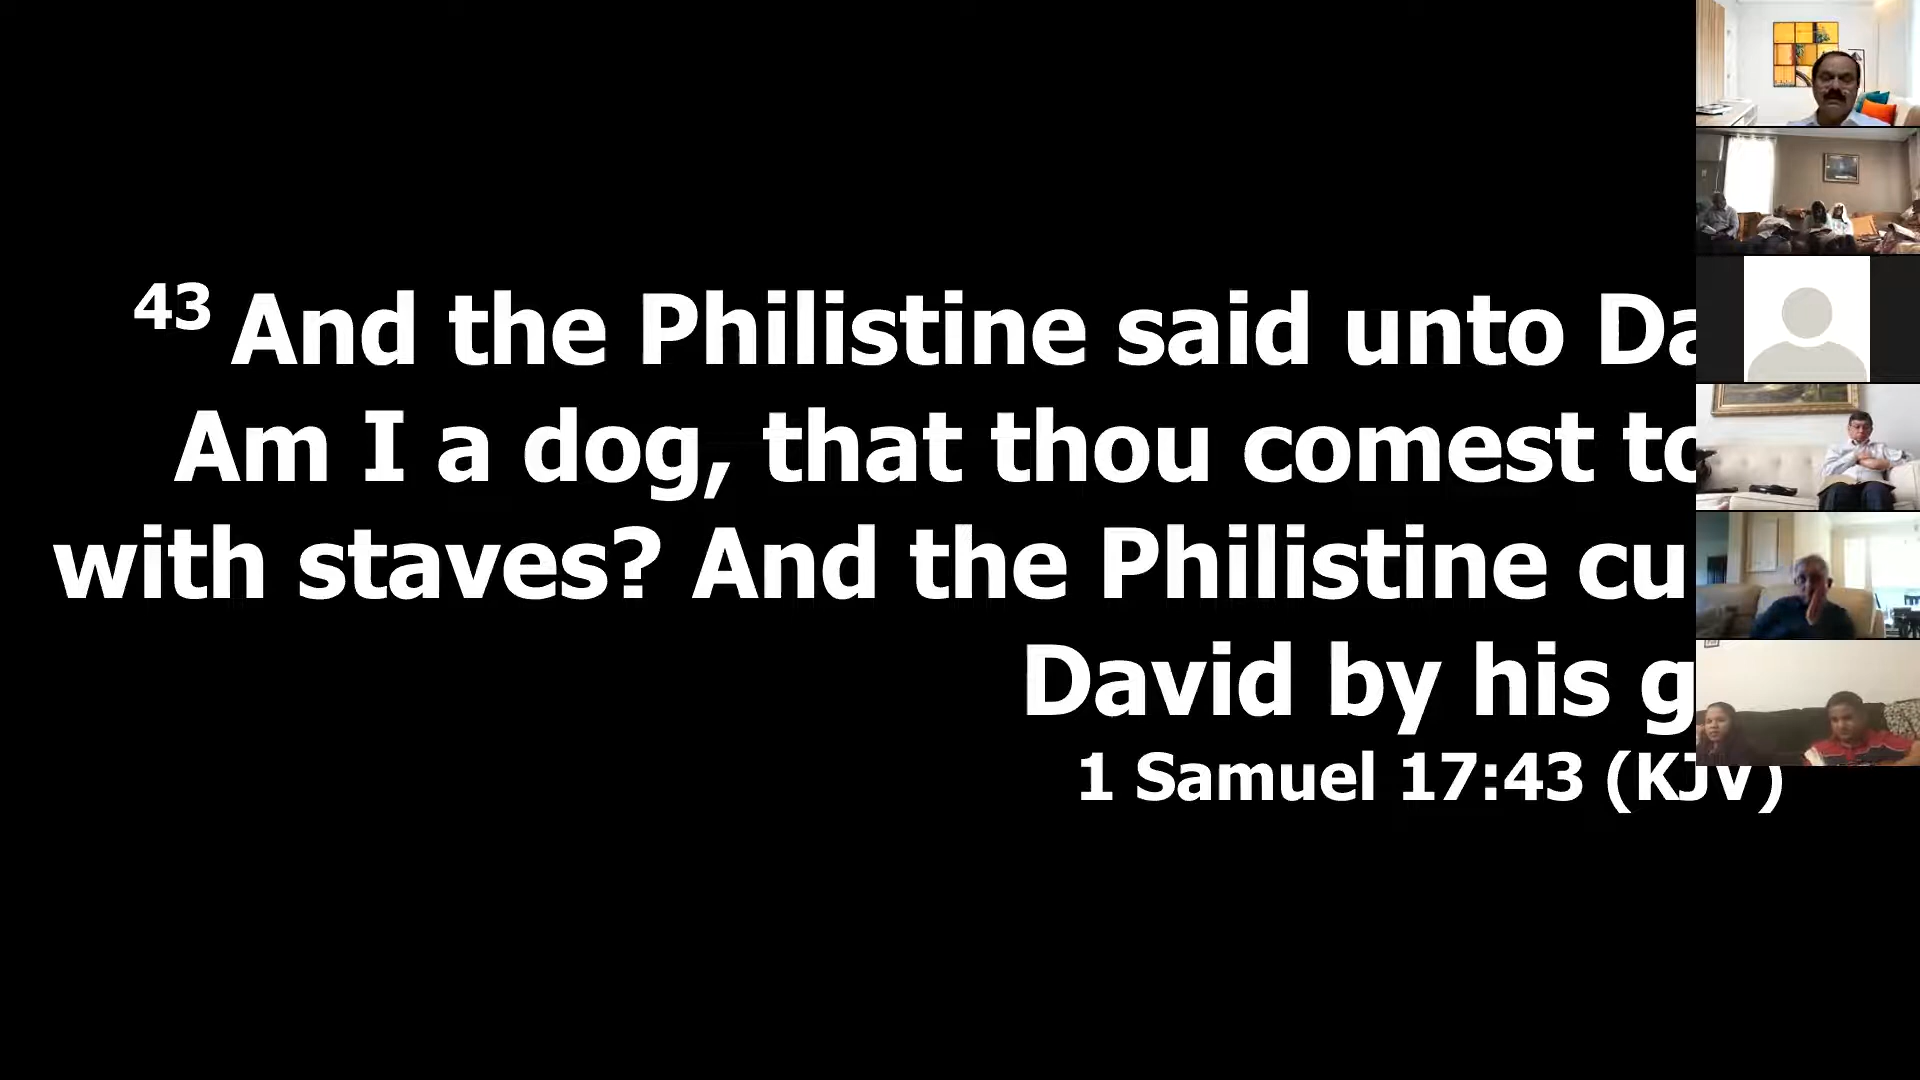 43 And the Philistine said unto Da
Am I a dog, that thou comest to
with staves? And the Philistine cu
David by his g
1 Samuel 17:43 (KJV)